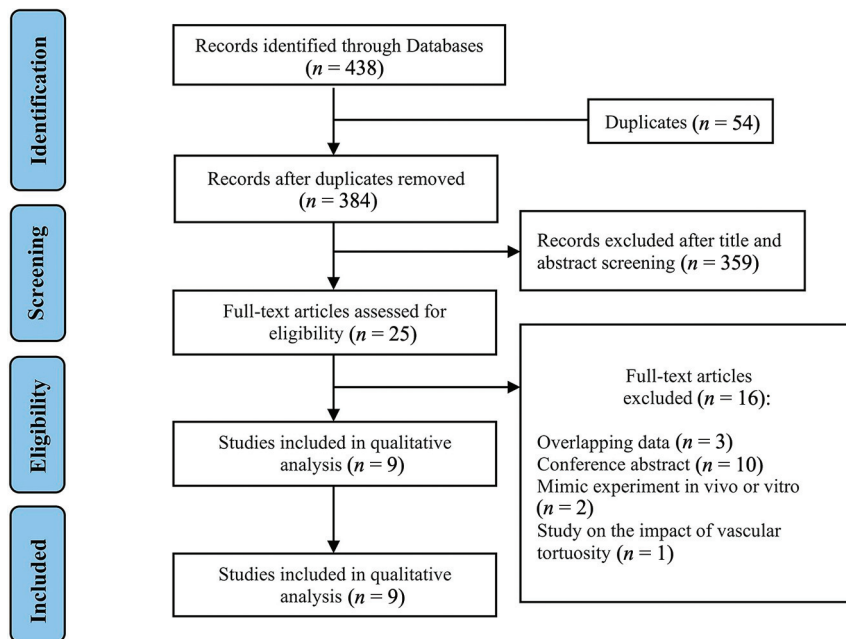 Identification
Records identified through Databases
(n = 438)
Duplicates (n = 54)
Records after duplicates removed
(n = 384)
Screening
Records excluded after title and
abstract screening (n = 359)
Full-text articles assessed for
eligibility (n = 25)
Eligibility
Full-text articles
excluded (n = 16):
Overlapping data (n = 3)
Conference abstract (n = 10)
Mimic experiment in vivo or vitro
(n = 2)
Study on the impact of vascular
tortuosity (n = 1)
Studies included in qualitative
analysis (n = 9)
Included
Studies included in qualitative
analysis (n = 9)